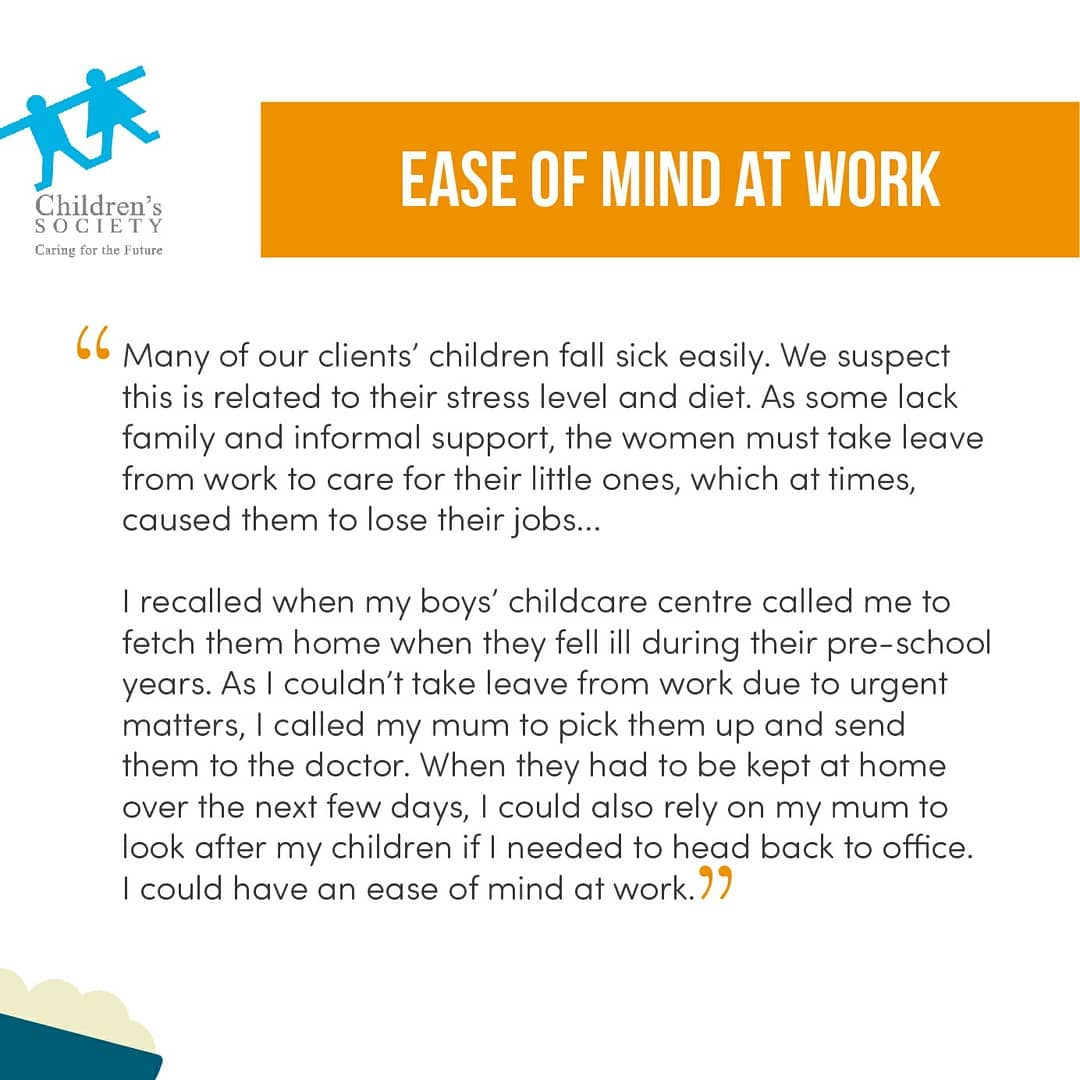 Children's
SOCIETY
Caring for the Future
EASE OF MIND AT WORK
“ Many of our clients’ children fall sick easily. We suspect
this is related to their stress level and diet. As some lack
family and informal support, the women must take leave
from work to care for their little ones, which at times,
caused them to lose their jobs...
I recalled when my boys’ childcare centre called me to
fetch them home when they fell ill during their pre-school
years. As I couldn’t take leave from work due to urgent
matters, I called my mum to pick them up and send
them to the doctor. When they had to be kept at home
over the next few days, I could also rely on my mum to
look after my children if I needed to head back to office.
I could have an ease of mind at work.”